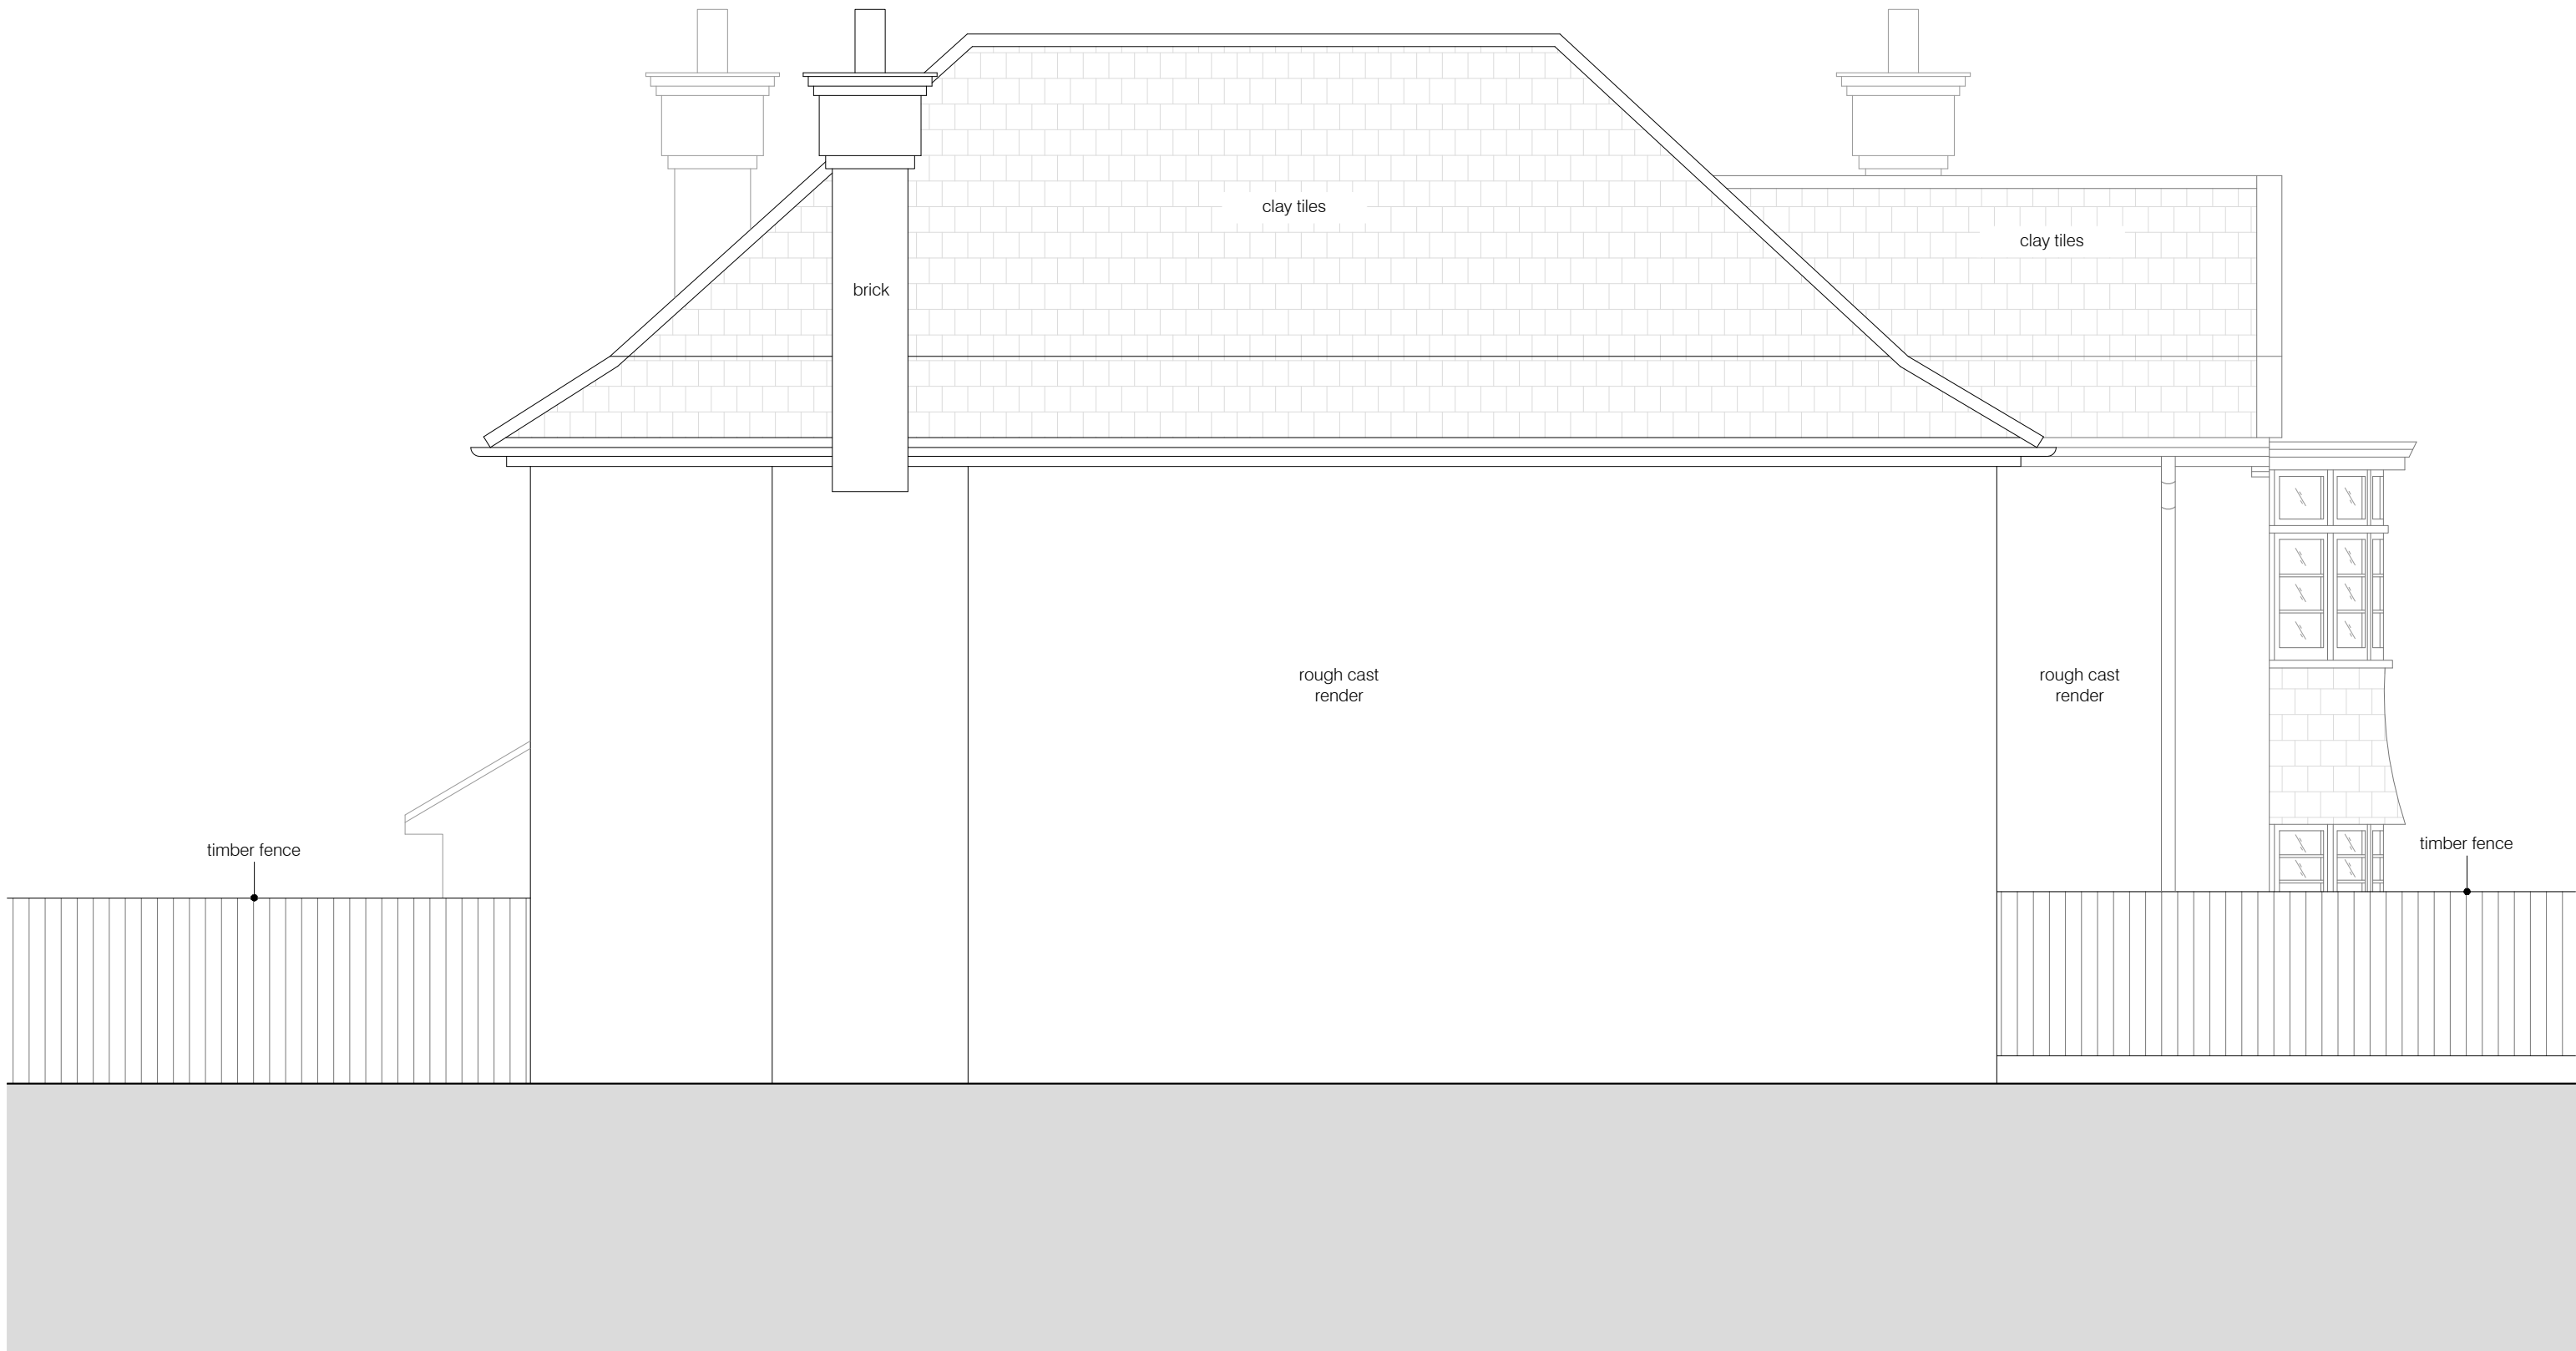 clay tiles
clay tiles
brick
rough cast
render
rough cast
render
timber fence
timber fence